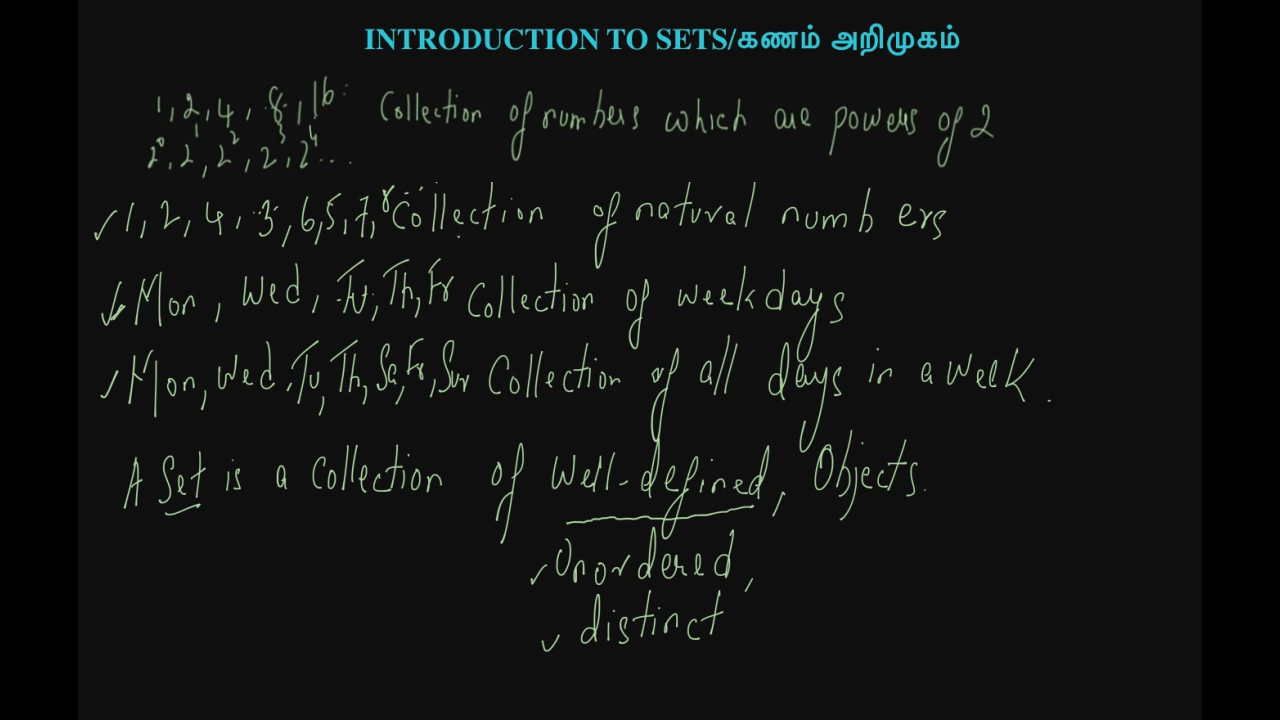 INTRODUCTION TO SETS/கணம் அறிமுகம்
1, 2, 4, 8, 16: Collection of numbers which are powers of 2
2⁰, 2¹, 2², 2³, 2⁴ ...
✓1, 2, 4, 3, 6, 5, 7, 8 ... Collection of natural numbers
✓Mon, Wed, Tu, Th, Fr Collection of weekdays
✓Mon, Wed, Tu, Th, Sa, Fr, Sun Collection of all days in a week.
A Set is a collection of well-defined, Objects.
✓Unordered,
✓distinct